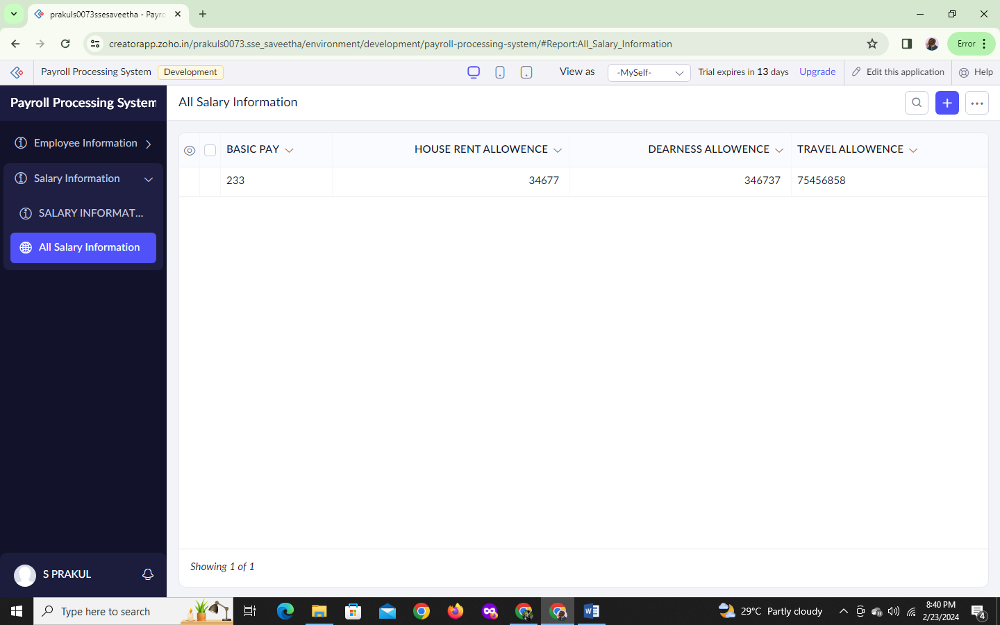 prakuls0073ssesaveetha - Payro
creatorapp.zoho.in/prakuls0073.sse_saveetha/environment/development/payroll-processing-system/#Report:All_Salary_Information
Error
Payroll Processing System
Development
View as
-MySelf-
Trial expires in 13 days
Upgrade
Edit this application
Help
Payroll Processing System
All Salary Information
Employee Information
Salary Information
SALARY INFORMAT...
All Salary Information
BASIC PAY
HOUSE RENT ALLOWENCE
DEARNESS ALLOWENCE
TRAVEL ALLOWENCE
233
34677
346737
75456858
Showing 1 of 1
S PRAKUL
Type here to search
29°C Partly cloudy
8:40 PM
2/23/2024
4